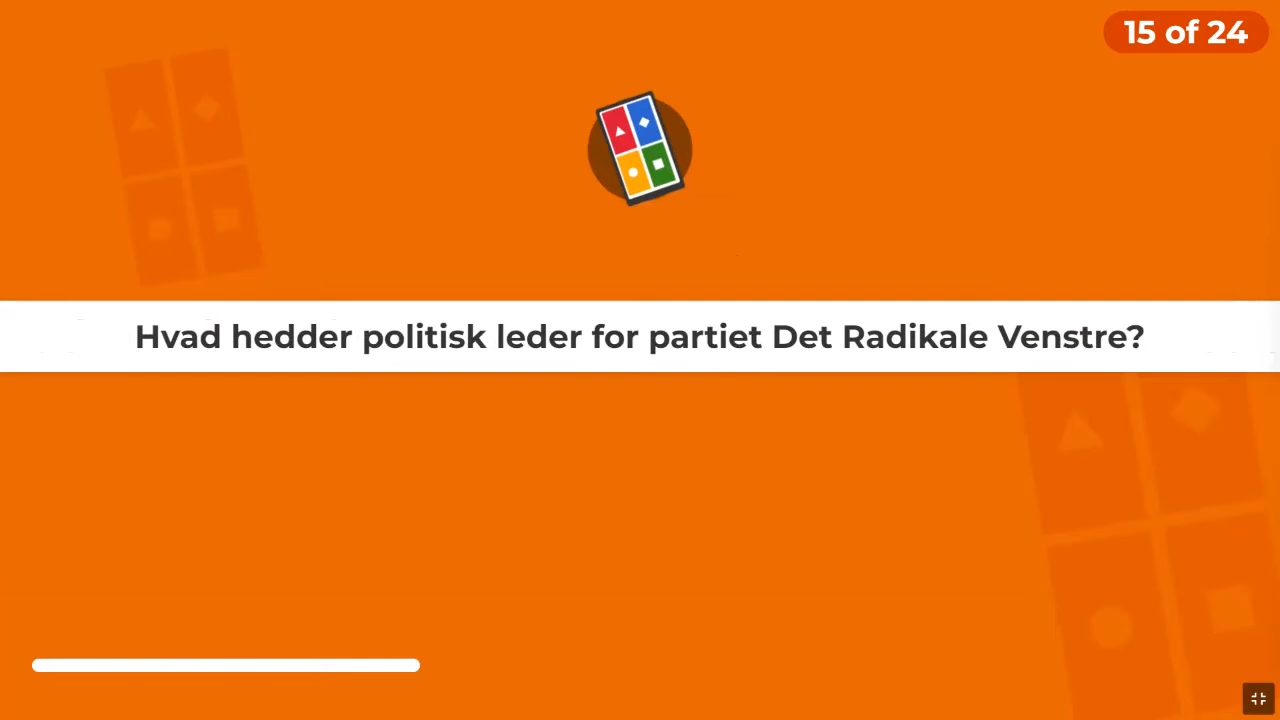 15 of 24
Hvad hedder politisk leder for partiet Det Radikale Venstre?